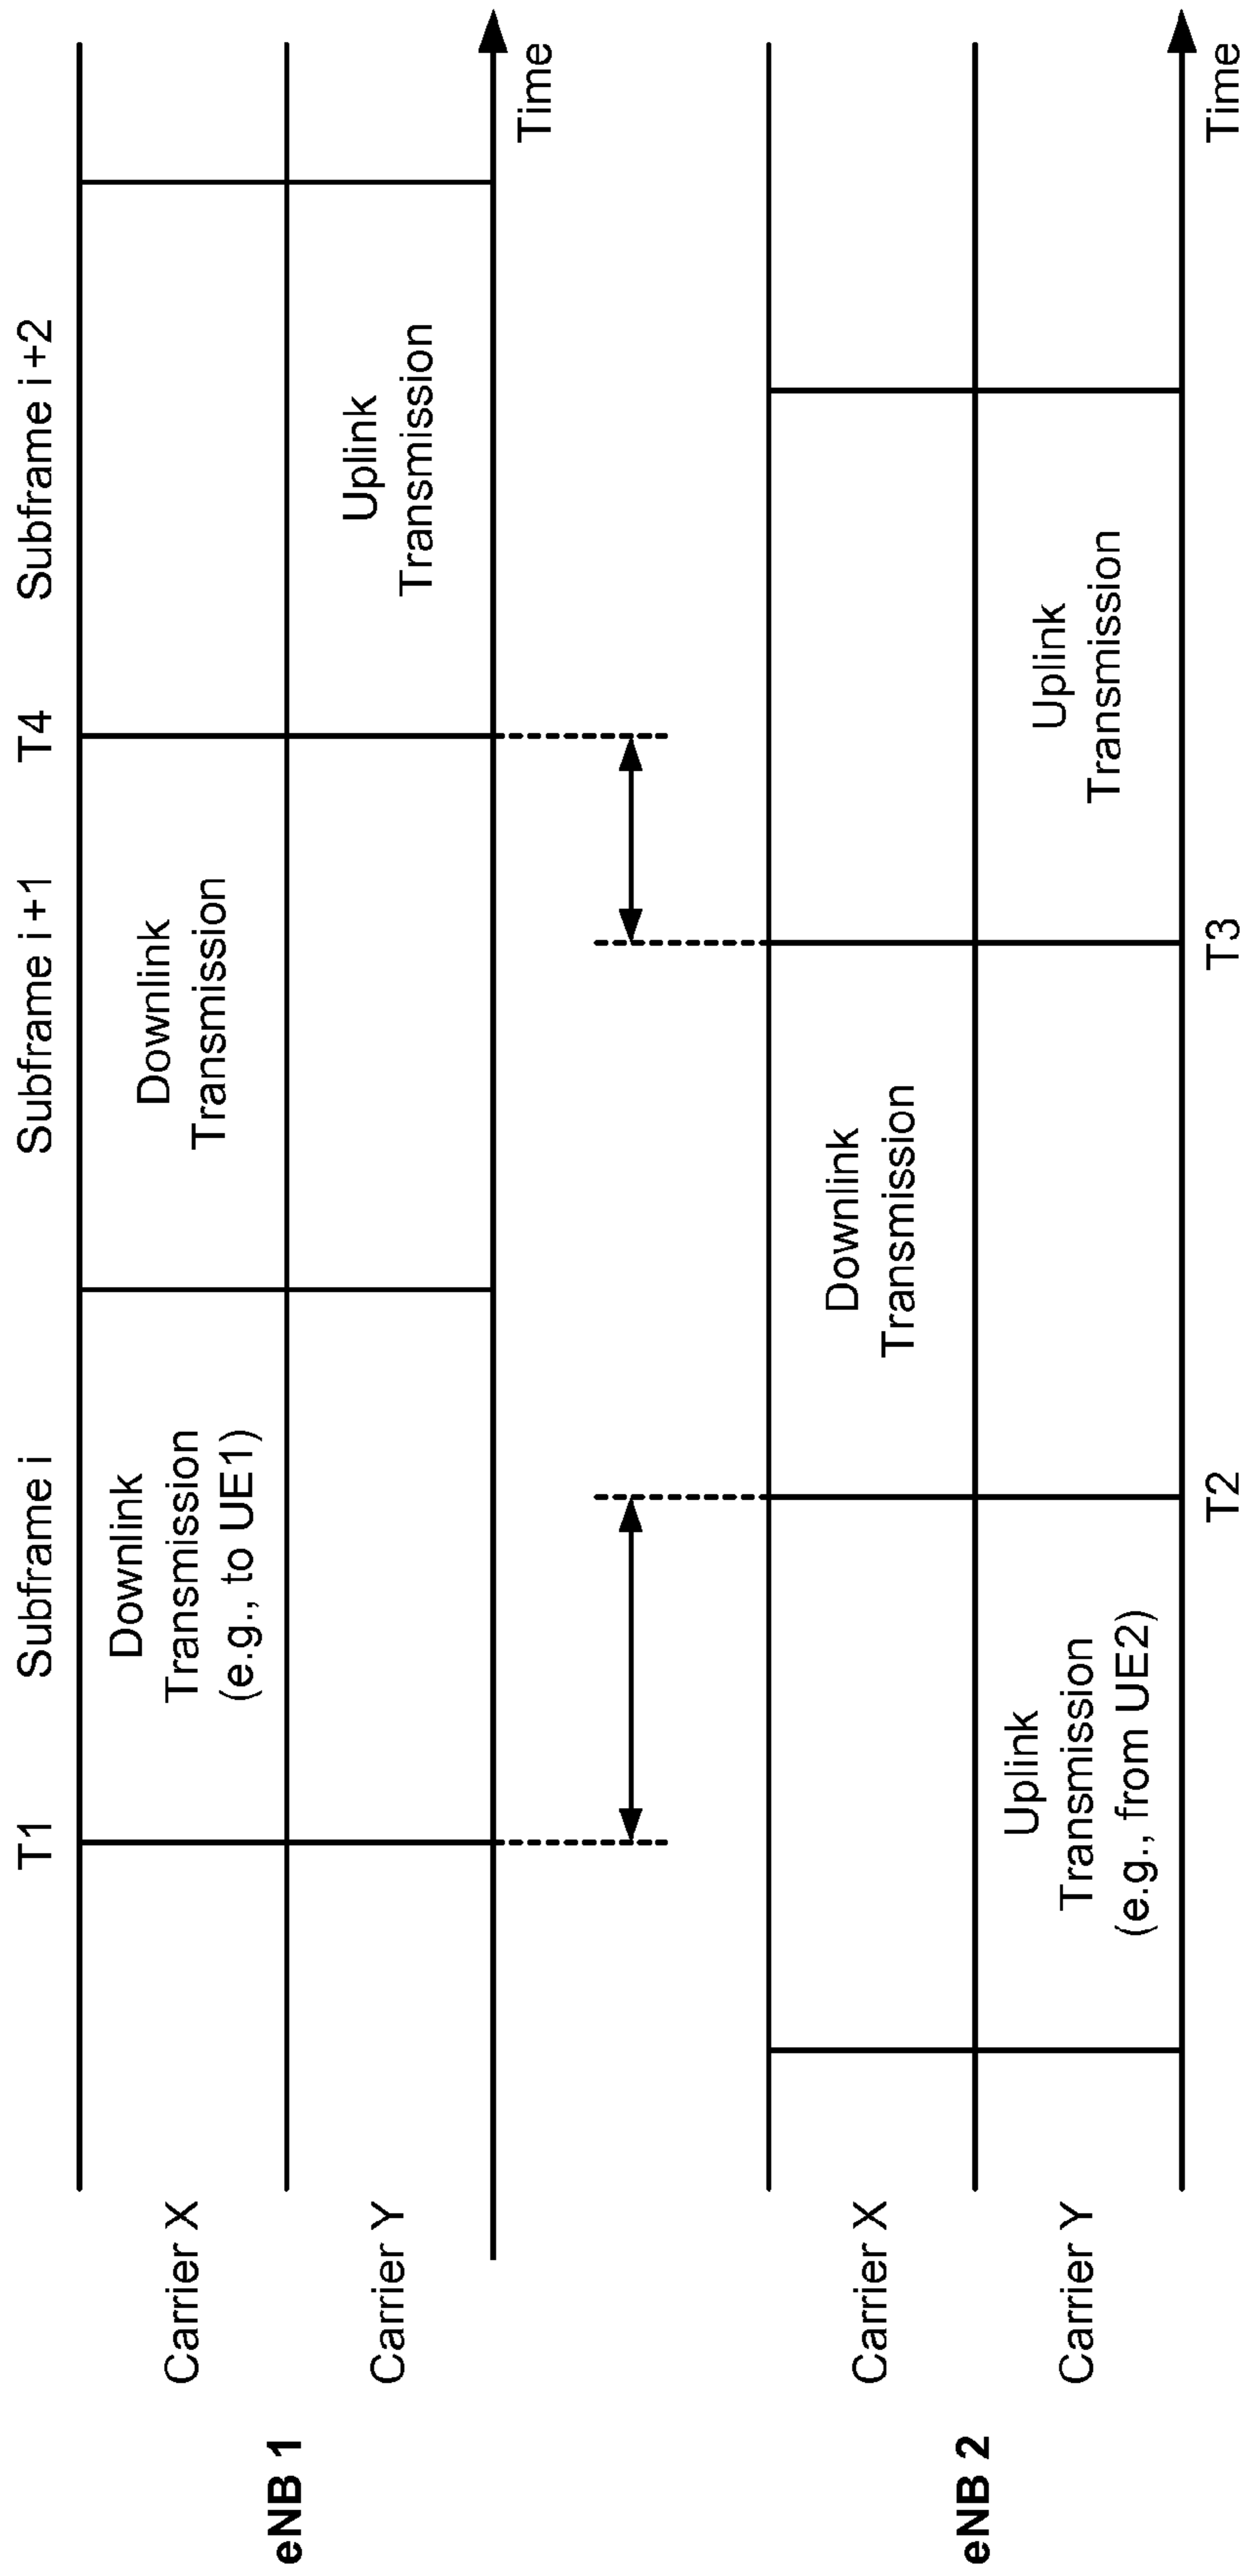 T1
Subframe i
Subframe i+1
T4
Subframe i+2
eNB 1
Carrier X
Downlink
Transmission
(e.g., to UE1)
Downlink
Transmission
Carrier Y
Uplink
Transmission
Time
eNB 2
Carrier X
Downlink
Transmission
Carrier Y
Uplink
Transmission
(e.g., from UE2)
Uplink
Transmission
T2
T3
Time